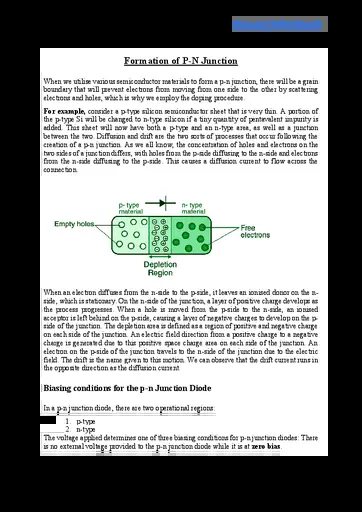 Formation of P-N Junction
When we utilise various semiconductor materials to form a p-n junction, there will be a grain
boundary that will prevent electrons from moving from one side to the other by scattering
electrons and holes, which is why we employ the doping procedure.
For example, consider a p-type silicon semiconductor sheet that is very thin. A portion of
the p-type Si will be changed to n-type silicon if a tiny quantity of pentavalent impurity is
added. This sheet will now have both a p-type and an n-type area, as well as a junction
between the two. Diffusion and drift are the two sorts of processes that occur following the
creation of a p-n junction. As we all know, the concentration of holes and electrons on the
two sides of a junction differs, with holes from the p-side diffusing to the n-side and electrons
from the n-side diffusing to the p-side. This causes a diffusion current to flow across the
connection.
p- type
material
n- type
material
Empty holes
Free
electrons
Depletion
Region
When an electron diffuses from the n-side to the p-side, it leaves an ionised donor on the n-
side, which is stationary. On the n-side of the junction, a layer of positive charge develops as
the process progresses. When a hole is moved from the p-side to the n-side, an ionised
acceptor is left behind on the p-side, causing a layer of negative charges to develop on the p-
side of the junction. The depletion area is defined as a region of positive and negative charge
on each side of the junction. An electric field direction from a positive charge to a negative
charge is generated due to this positive space charge area on each side of the junction. An
electron on the p-side of the junction travels to the n-side of the junction due to the electric
field. The drift is the name given to this motion. We can observe that the drift current runs in
the opposite direction as the diffusion current.
Biasing conditions for the p-n Junction Diode
In a p-n junction diode, there are two operational regions:
1. p-type
2. n-type
The voltage applied determines one of three biasing conditions for p-n junction diodes: There
is no external voltage provided to the p-n junction diode while it is at zero bias.